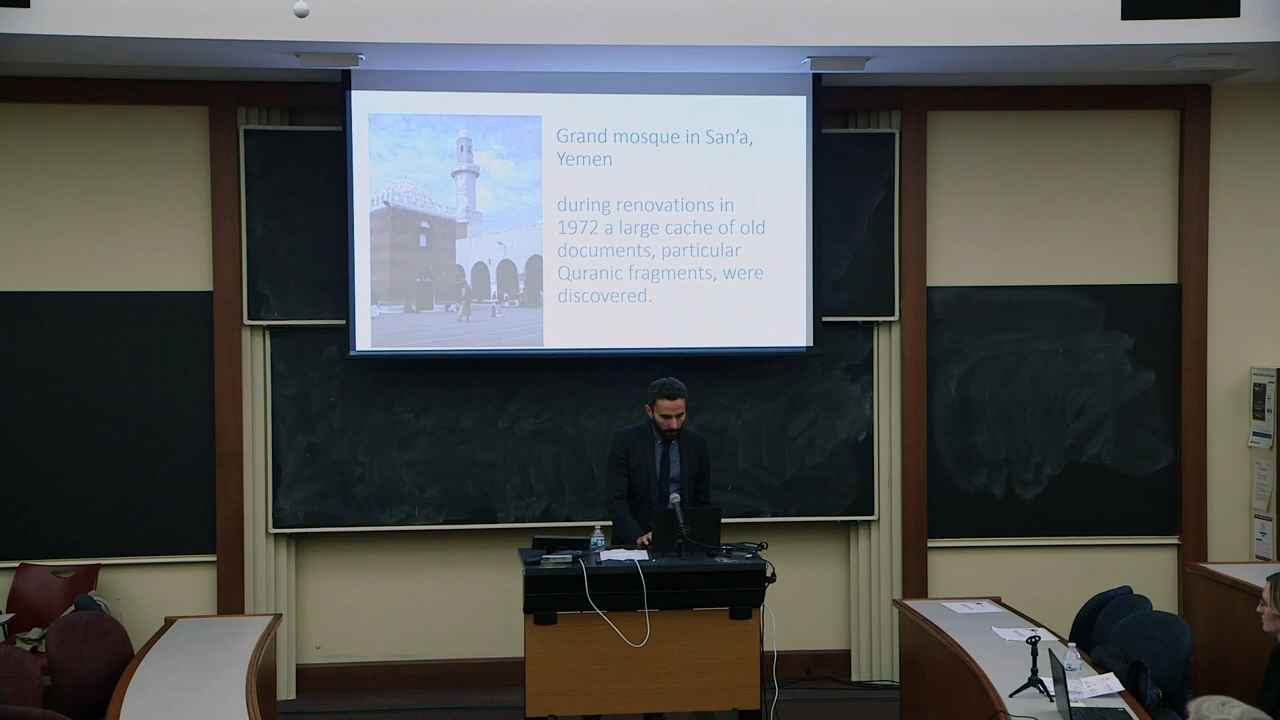 Grand mosque in San’a,
Yemen
during renovations in
1972 a large cache of old
documents, particular
Quranic fragments, were
discovered.